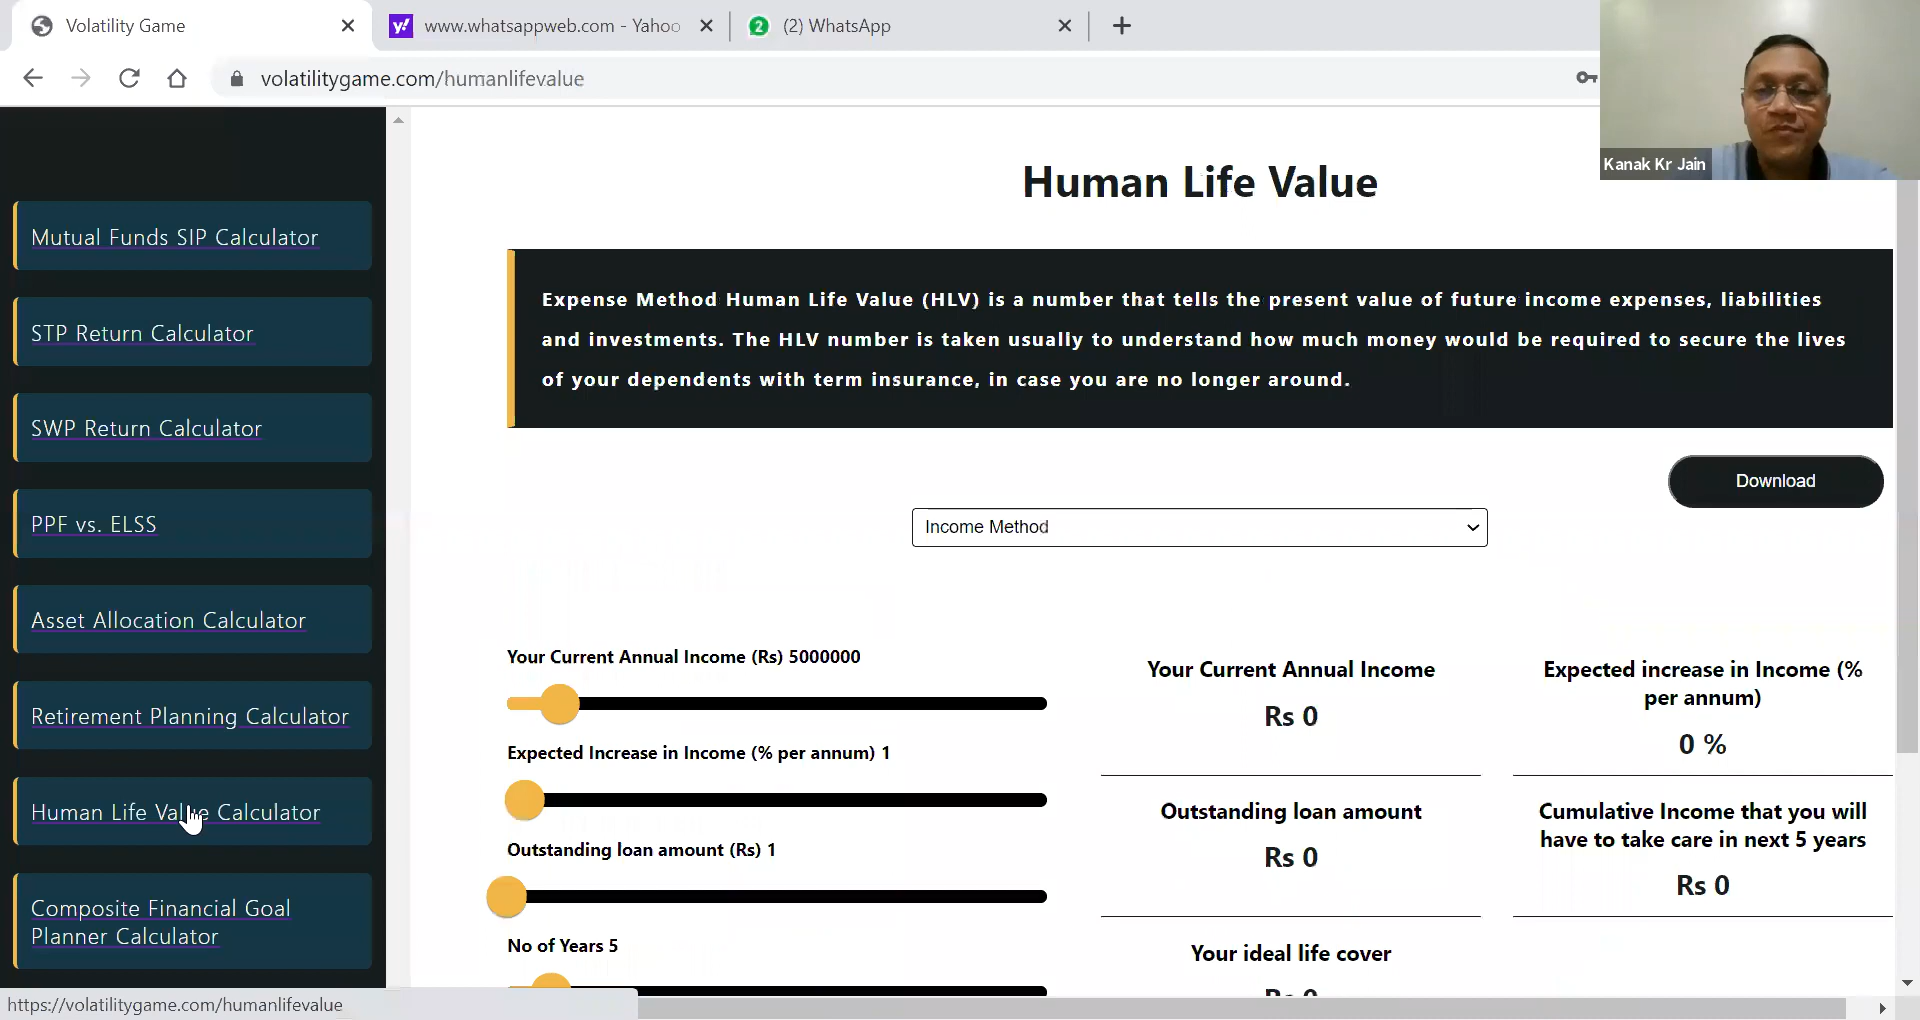 Volatility Game
www.whatsappweb.com - Yahoo
2
(2) WhatsApp
volatilitygame.com/humanlifevalue
Kanak Kr Jain
Mutual Funds SIP Calculator
STP Return Calculator
SWP Return Calculator
PPF vs. ELSS
Asset Allocation Calculator
Retirement Planning Calculator
Human Life Value Calculator
Composite Financial Goal
Planner Calculator
https://volatilitygame.com/humanlifevalue
Human Life Value
Expense Method Human Life Value (HLV) is a number that tells the present value of future income expenses, liabilities
and investments. The HLV number is taken usually to understand how much money would be required to secure the lives
of your dependents with term insurance, in case you are no longer around.
Download
Income Method
Your Current Annual Income (Rs) 5000000
Expected Increase in Income (% per annum) 1
Outstanding loan amount (Rs) 1
No of Years 5
Your Current Annual Income
Rs 0
Expected increase in Income (%
per annum)
0 %
Outstanding loan amount
Rs 0
Cumulative Income that you will
have to take care in next 5 years
Rs 0
Your ideal life cover